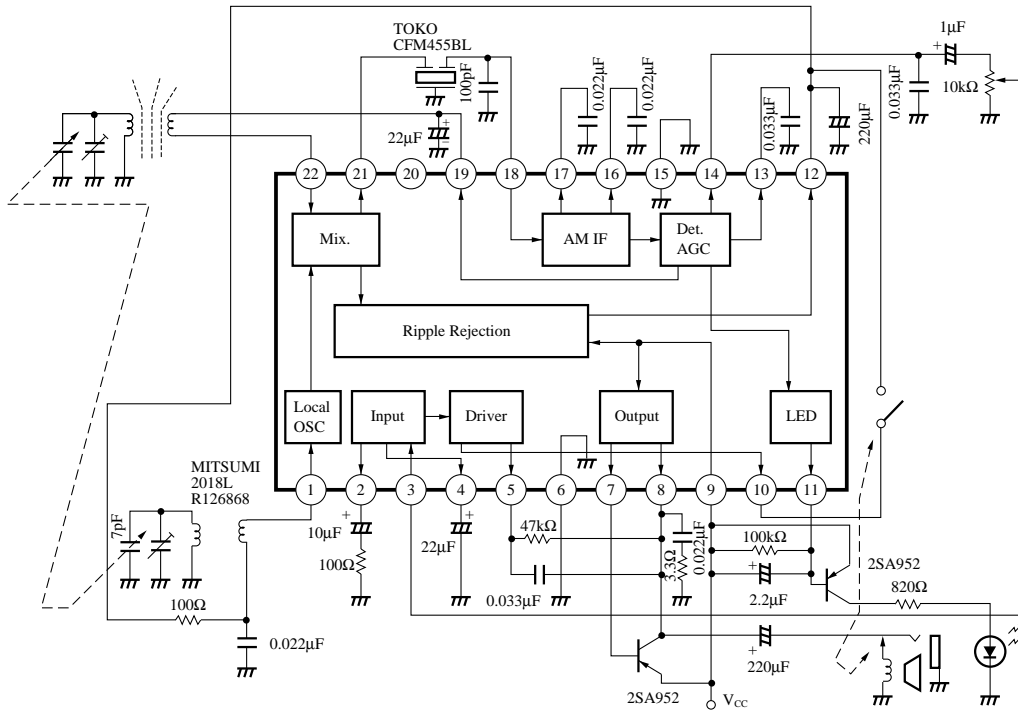 TOKO
CFM455BL
100pF
22µF
0.022µF
0.022µF
0.033µF
220µF
0.033µF
1µF
10kΩ
22
21
20
19
18
17
16
15
14
13
12
Mix.
AM IF
Det.
AGC
Ripple Rejection
Local
OSC
Input
Driver
Output
LED
1
2
3
4
5
6
7
8
9
10
11
MITSUMI
2018L
R126868
7pF
100Ω
0.022µF
10µF
100Ω
22µF
47kΩ
0.033µF
3.3Ω
0.022µF
100kΩ
2.2µF
2SA952
820Ω
220µF
2SA952
VCC